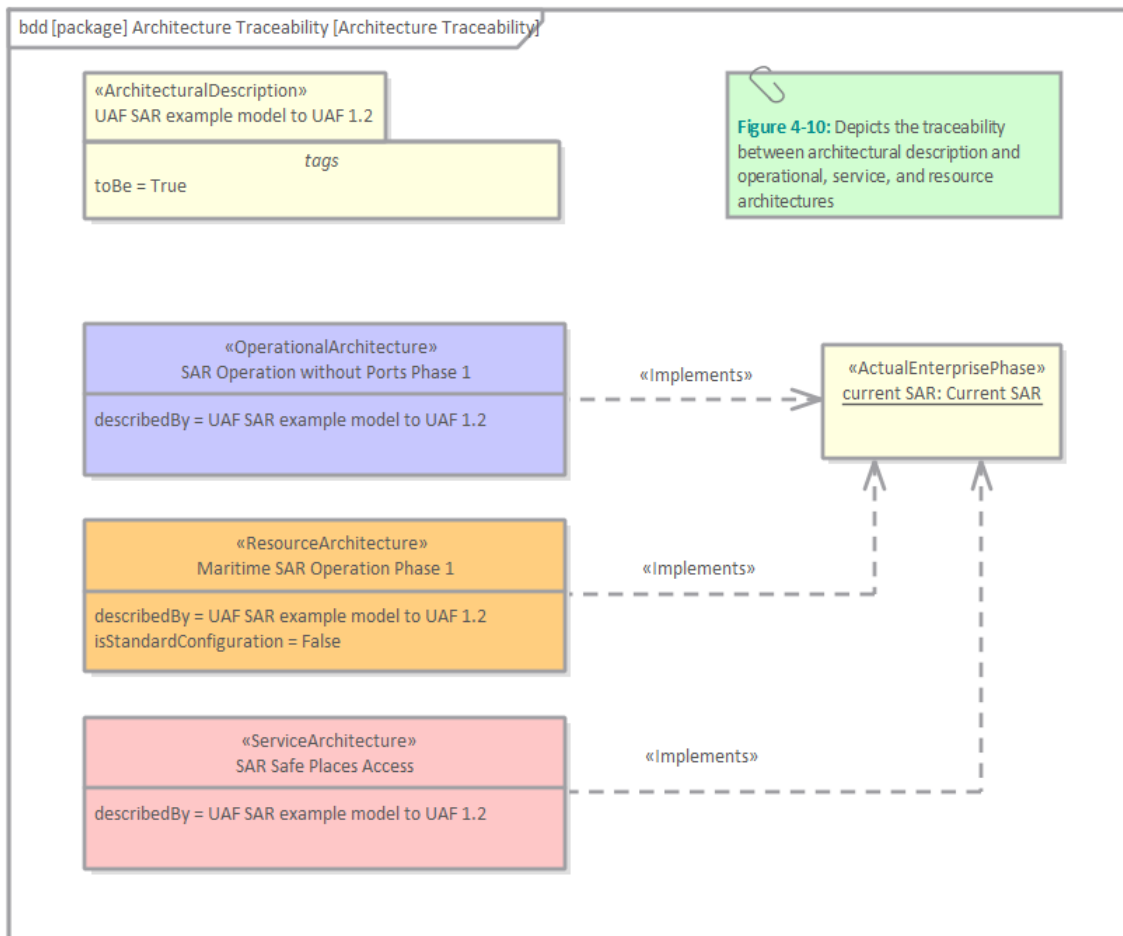 bdd [package] Architecture Traceability [Architecture Traceability]
«ArchitecturalDescription»
UAF SAR example model to UAF 1.2
tags
toBe = True
Figure 4-10: Depicts the traceability
between architectural description and
operational, service, and resource
architectures
«OperationalArchitecture»
SAR Operation without Ports Phase 1
describedBy = UAF SAR example model to UAF 1.2
«Implements»
«ActualEnterprisePhase»
current SAR: Current SAR
«ResourceArchitecture»
Maritime SAR Operation Phase 1
describedBy = UAF SAR example model to UAF 1.2
isStandardConfiguration = False
«Implements»
«ServiceArchitecture»
SAR Safe Places Access
describedBy = UAF SAR example model to UAF 1.2
«Implements»